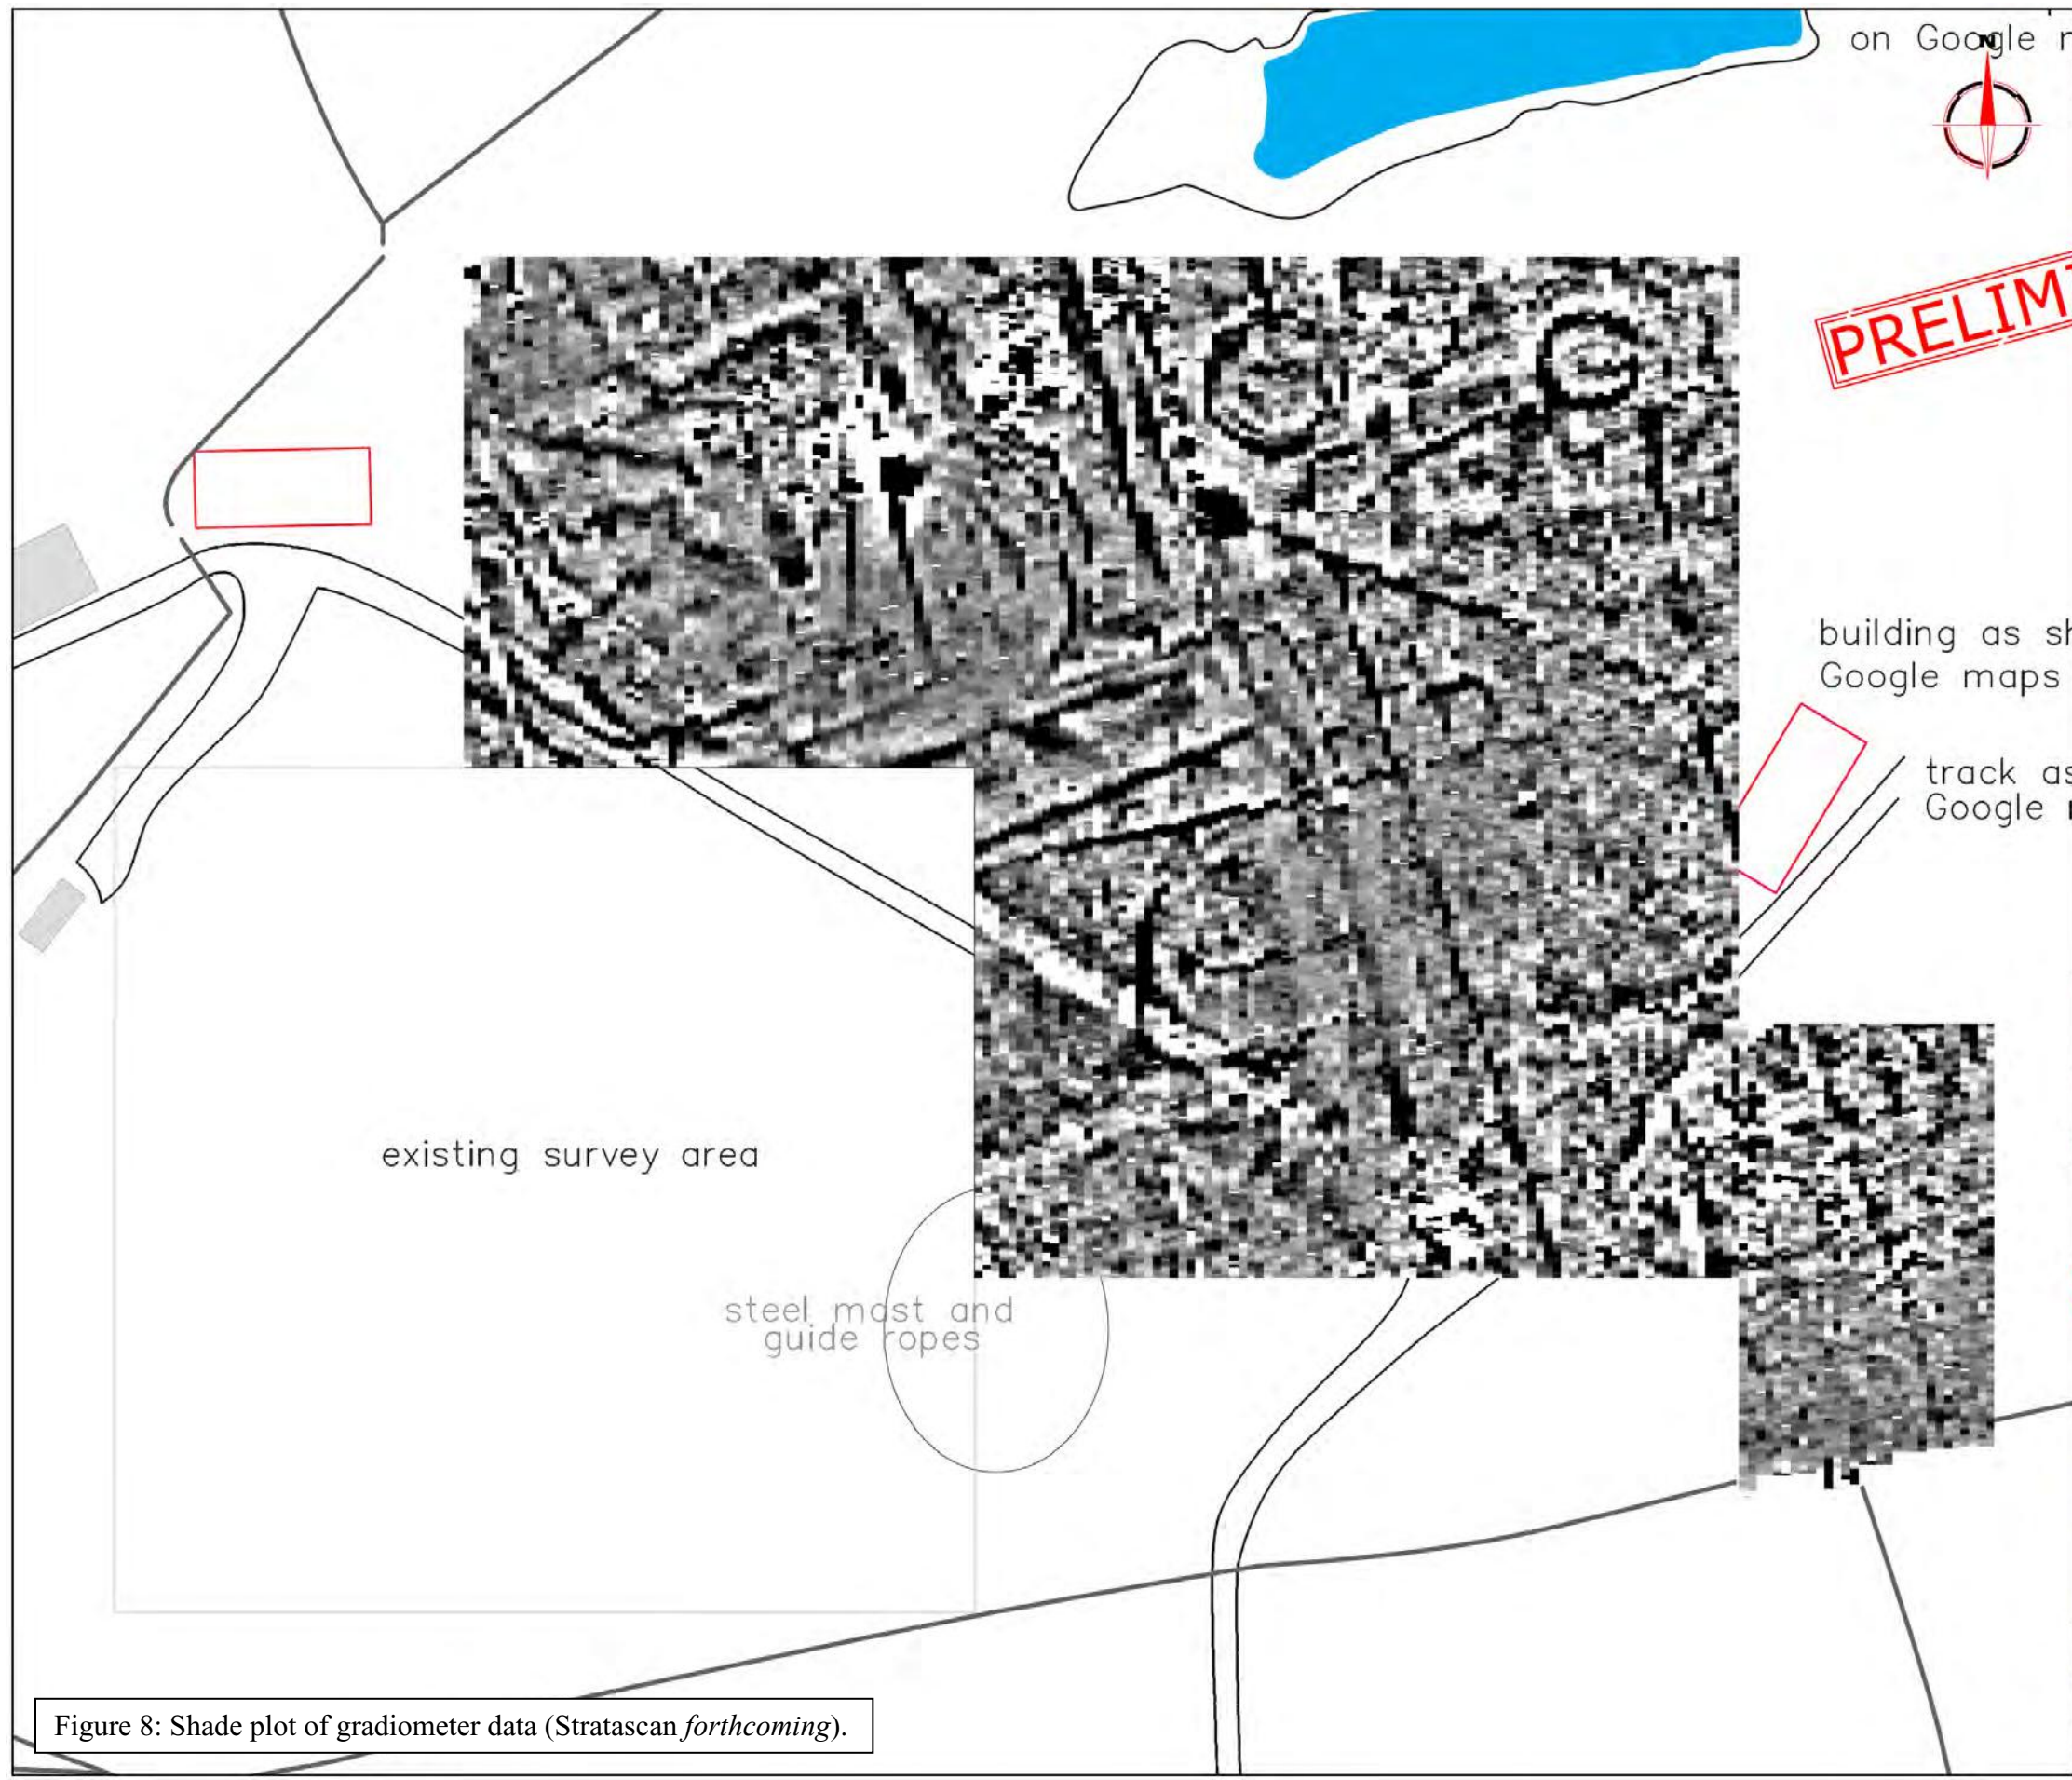 on Google
N
PRELIM
building as
Google maps
track as
Google
existing survey area
steel mast and
guide ropes
Figure 8: Shade plot of gradiometer data (Stratascan forthcoming).